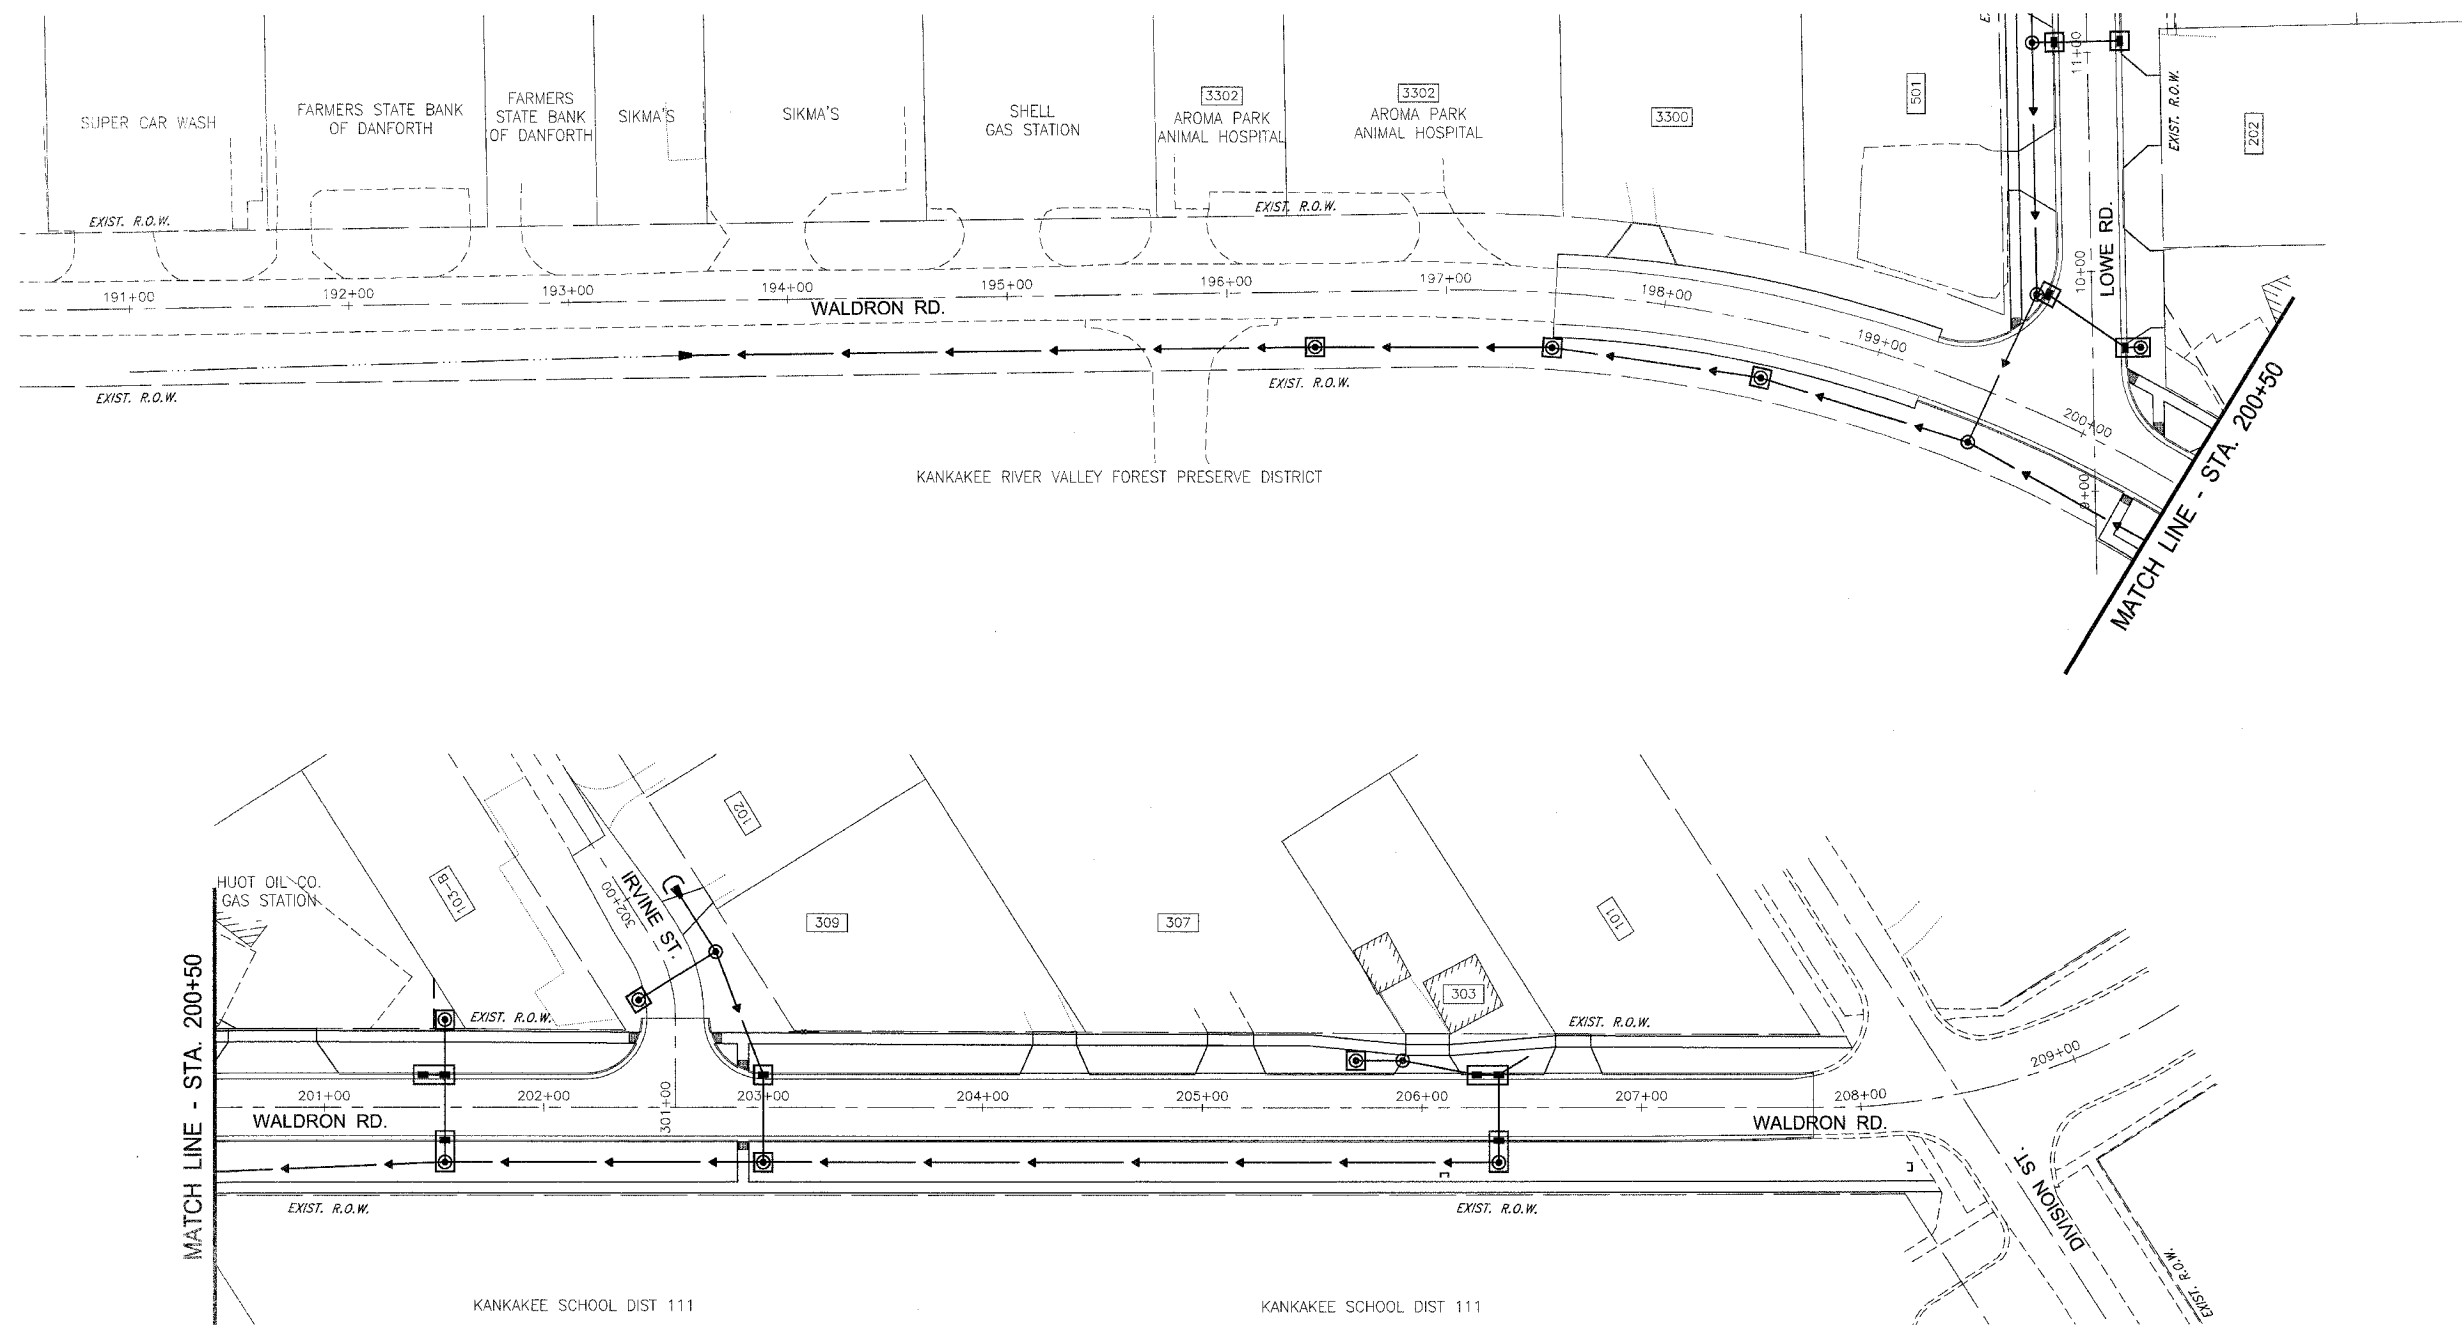 SUPER CAR WASH
FARMERS STATE BANK
OF DANFORTH
FARMERS
STATE BANK
OF DANFORTH
SIKMA'S
SIKMA'S
SHELL
GAS STATION
3302
AROMA PARK
ANIMAL HOSPITAL
3302
AROMA PARK
ANIMAL HOSPITAL
3300
501
11+00
EXIST. R.O.W.
202
EXIST. R.O.W.
EXIST. R.O.W.
LOWE RD.
10+00
191+00
192+00
193+00
194+00
195+00
196+00
197+00
198+00
199+00
200+00
9+00
WALDRON RD.
EXIST. R.O.W.
EXIST. R.O.W.
KANKAKEE RIVER VALLEY FOREST PRESERVE DISTRICT
MATCH LINE - STA. 200+50
HUOT OIL CO.
GAS STATION
103-B
302+00
IRVINE ST.
102
309
307
303
101
MATCH LINE - STA. 200+50
EXIST. R.O.W.
EXIST. R.O.W.
201+00
202+00
301+00
203+00
204+00
205+00
206+00
207+00
208+00
209+00
WALDRON RD.
WALDRON RD.
DIVISION ST.
EXIST. R.O.W.
EXIST. R.O.W.
EXIST. R.O.W.
KANKAKEE SCHOOL DIST 111
KANKAKEE SCHOOL DIST 111